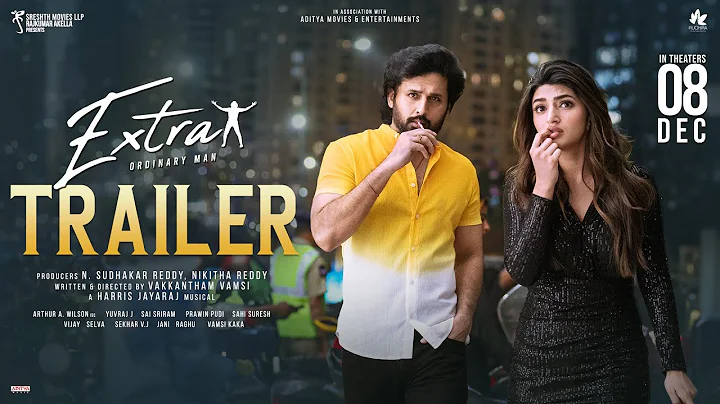 SRESHTH MOVIES LLP
RAJKUMAR AKELLA
PRESENTS
IN ASSOCIATION WITH
ADITYA MOVIES & ENTERTAINMENTS
RUCHIRA
IN THEATERS
08
DEC
Extra
ORDINARY MAN
TRAILER
PRODUCERS N. SUDHAKAR REDDY, NIKITHA REDDY
WRITTEN & DIRECTED BY VAKKANTHAM VAMSI
A HARRIS JAYARAJ MUSICAL
ARTHUR A. WILSON ISC YUVRAJ J SAI SRIRAM PRAWIN PUDI SAHI SURESH
VIJAY SELVA SEKHAR V.J JANI RAGHU VAMSI KAKA
ADITYA
MUSIC